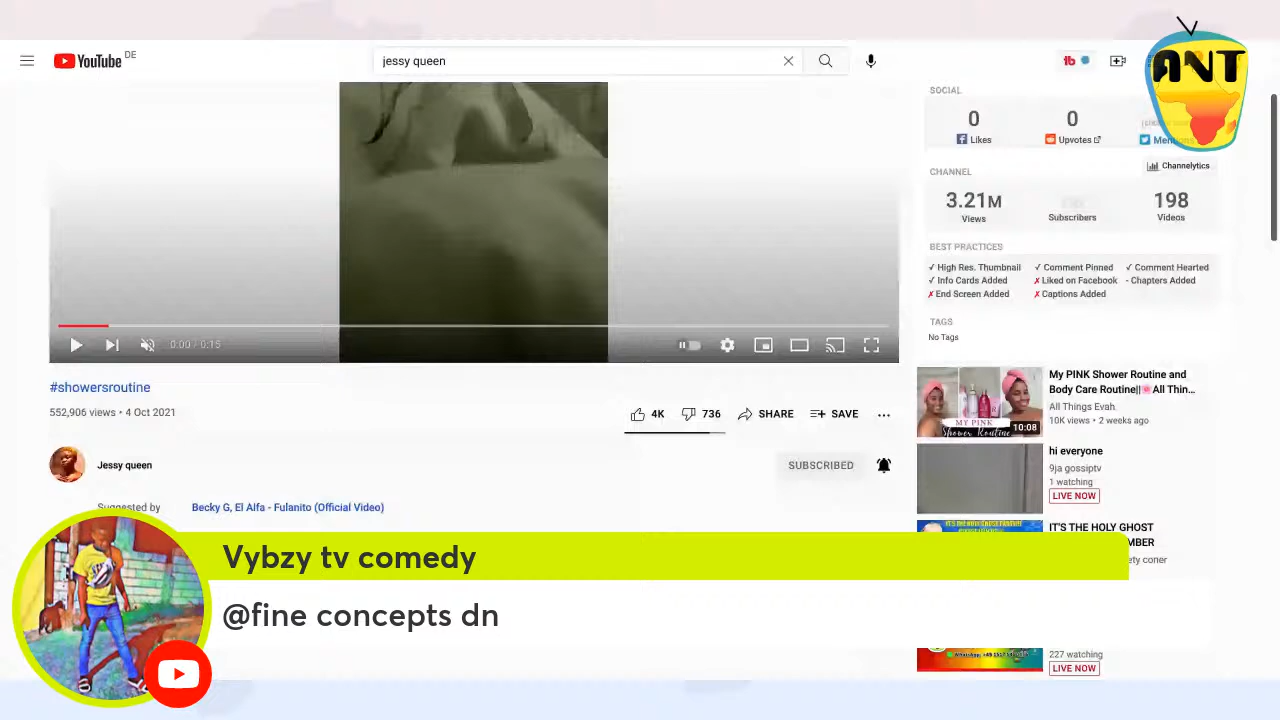 YouTube DE
jessy queen
ANT
SOCIAL
0
0
Likes
Upvotes
CHANNEL
Channelytics
3.21M
198
Views
Subscribers
Videos
BEST PRACTICES
✓ High Res. Thumbnail
✓ Comment Pinned
✓ Comment Hearted
✓ Info Cards Added
✗ Liked on Facebook
- Chapters Added
✗ End Screen Added
✗ Captions Added
TAGS
No Tags
0:00 / 0:15
#showersroutine
552,906 views • 4 Oct 2021
4K
736
SHARE
SAVE
Jessy queen
SUBSCRIBED
Suggested by
Becky G, El Alfa - Fulanito (Official Video)
MY PINK
Shower Routine
10:08
My PINK Shower Routine and
Body Care Routine||🌸All Thin...
All Things Evah.
10K views • 2 weeks ago
hi everyone
9ja gossiptv
1 watching
LIVE NOW
IT'S THE HOLY GHOST
227 watching
LIVE NOW
Vybzy tv comedy
@fine concepts dn